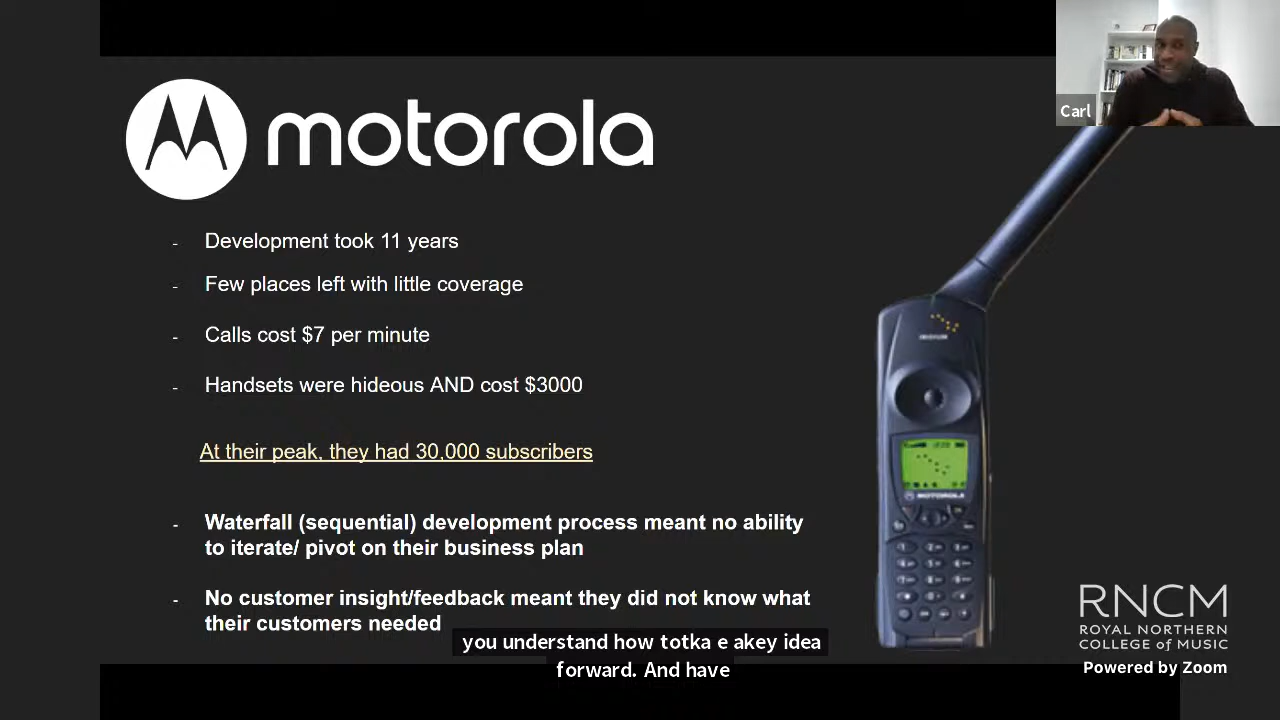 Carl
motorola
- Development took 11 years
- Few places left with little coverage
- Calls cost $7 per minute
- Handsets were hideous AND cost $3000
At their peak, they had 30,000 subscribers
- Waterfall (sequential) development process meant no ability
to iterate/ pivot on their business plan
- No customer insight/feedback meant they did not know what
their customers needed
you understand how totka e akey idea
forward. And have
MOTOROLA
RNCM
ROYAL NORTHERN
COLLEGE of MUSIC
Powered by Zoom